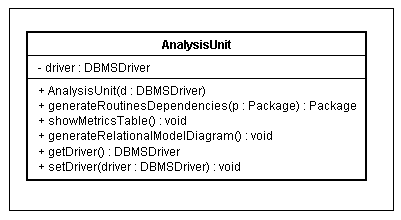 AnalysisUnit
- driver : DBMSDriver
+ AnalysisUnit(d : DBMSDriver)
+ generateRoutinesDependencies(p : Package) : Package
+ showMetricsTable() : void
+ generateRelationalModelDiagram() : void
+ getDriver() : DBMSDriver
+ setDriver(driver : DBMSDriver) : void